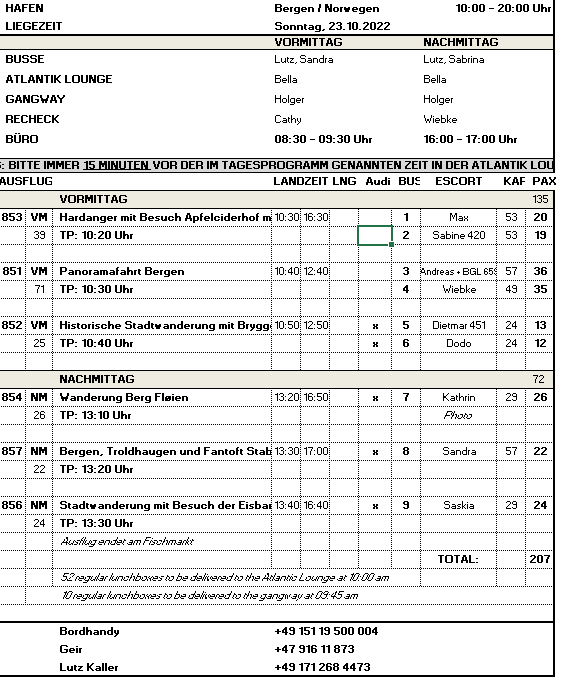 HAFEN Bergen / Norwegen 10:00 - 20:00 Uhr
LIEGEZEIT Sonntag, 23.10.2022
VORMITTAG NACHMITTAG
BUSSE Lutz, Sandra Lutz, Sabrina
ATLANTIK LOUNGE Bella Bella
GANGWAY Holger Holger
RECHECK Cathy Wiebke
BÜRO 08:30 - 09:30 Uhr 16:00 - 17:00 Uhr
: BITTE IMMER 15 MINUTEN VOR DER IM TAGESPROGRAMM GENANNTEN ZEIT IN DER ATLANTIK LOU
AUSFLUG LANDZEIT LNG Audi BUS ESCORT KAP PAX
VORMITTAG 135
853 VM Hardanger mit Besuch Apfelciderhof m 10:30 16:30 1 Max 53 20
39 TP: 10:20 Uhr 2 Sabine 420 53 19
851 VM Panoramafahrt Bergen 10:40 12:40 3 Andreas + BGL 659 57 36
71 TP: 10:30 Uhr 4 Wiebke 49 35
852 VM Historische Stadtwanderung mit Brygg 10:50 12:50 x 5 Dietmar 451 24 13
25 TP: 10:40 Uhr x 6 Dodo 24 12
NACHMITTAG 72
854 NM Wanderung Berg Fløien 13:20 16:50 x 7 Kathrin 29 26
26 TP: 13:10 Uhr Photo
857 NM Bergen, Troldhaugen und Fantoft Stab 13:30 17:00 x 8 Sandra 57 22
22 TP: 13:20 Uhr
856 NM Stadtwanderung mit Besuch der Eisbar 13:40 16:40 x 9 Saskia 29 24
24 TP: 13:30 Uhr
Ausflug endet am Fischmarkt
TOTAL: 207
52 regular lunchboxes to be delivered to the Atlantic Lounge at 10:00 am
10 regular lunchboxes to be delivered to the gangway at 09:45 am
Bordhandy +49 151 19 500 004
Geir +47 916 11 873
Lutz Kaller +49 171 268 4473